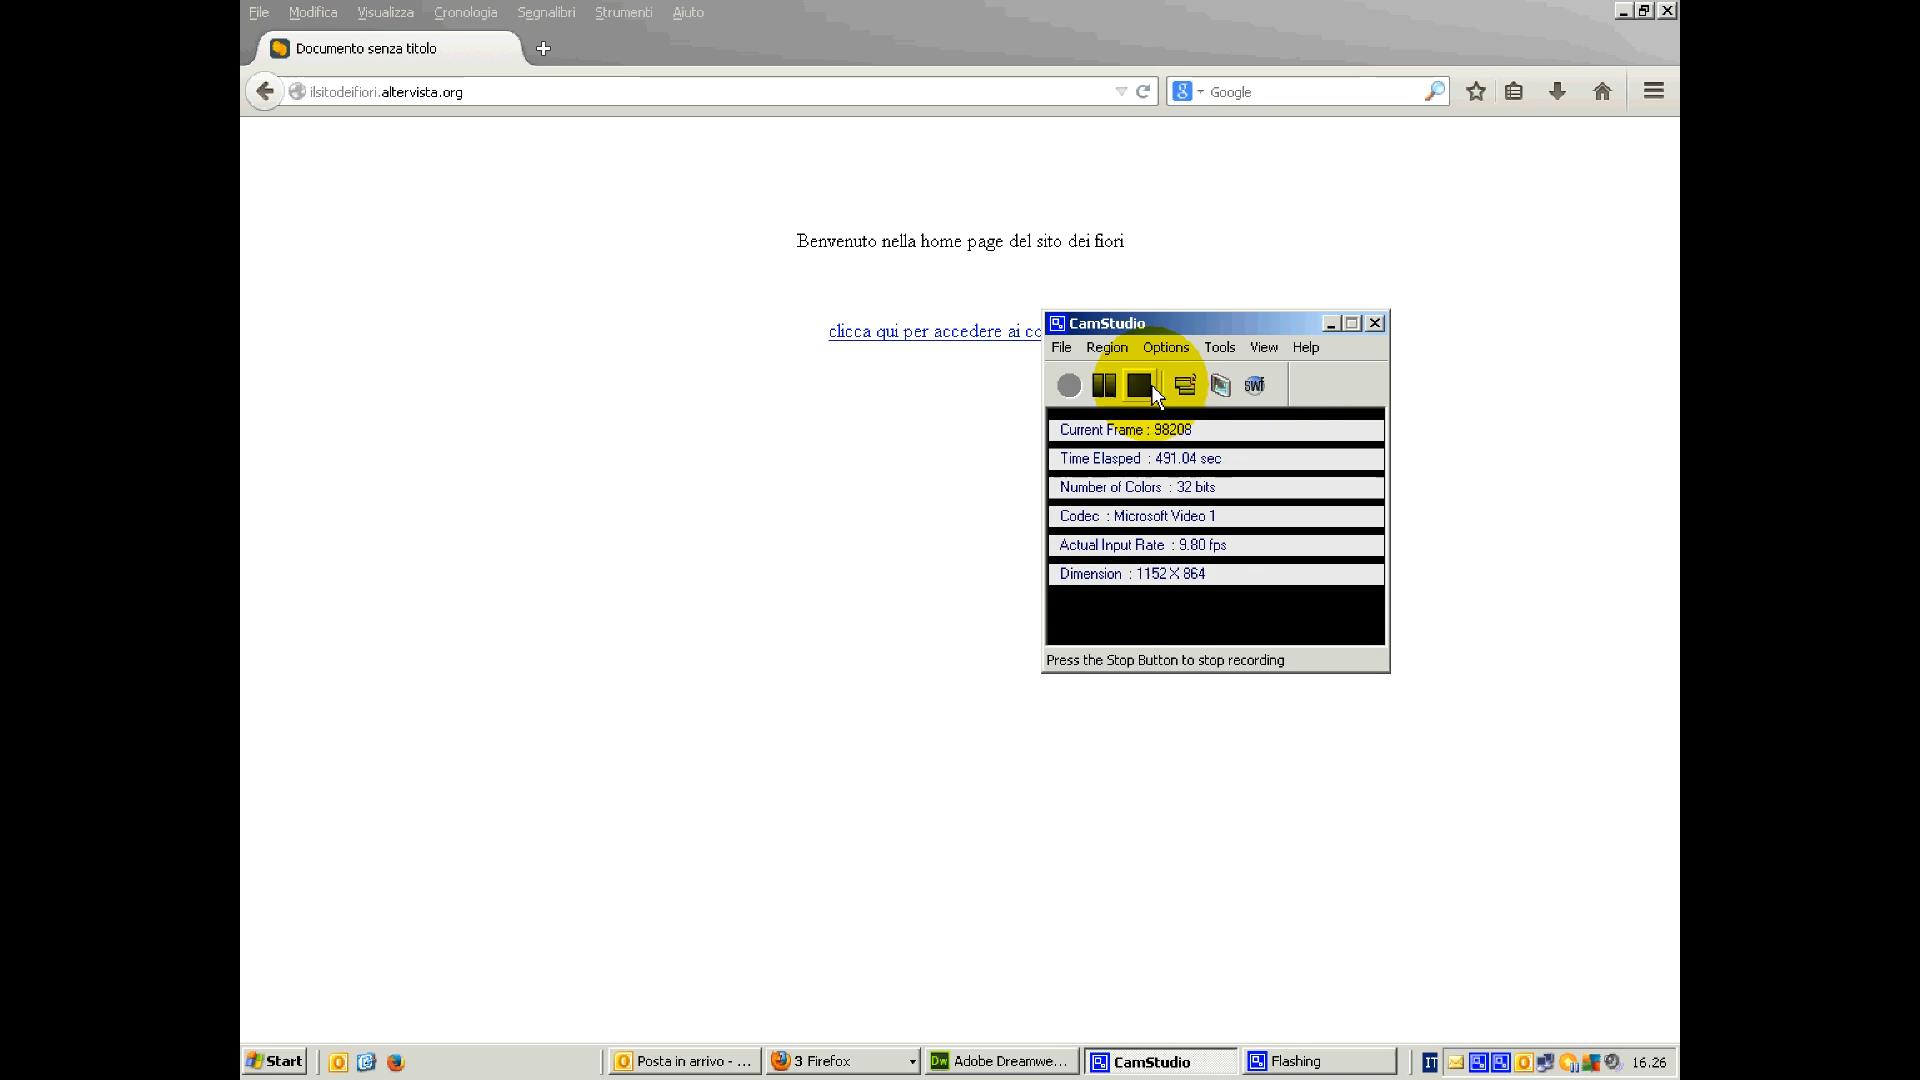 File Modifica Visualizza Cronologia Segnalibri Strumenti Aiuto
Documento senza titolo
ilsitodeifiori.altervista.org
Google
Benvenuto nella home page del sito dei fiori
clicca qui per accedere ai co
CamStudio
File Region Options Tools View Help
SWF
Current Frame : 98208
Time Elasped : 491.04 sec
Number of Colors : 32 bits
Codec : Microsoft Video 1
Actual Input Rate : 9.80 fps
Dimension : 1152 X 864
Press the Stop Button to stop recording
Start
Posta in arrivo - ...
3 Firefox
Dw Adobe Dreamwe...
CamStudio
Flashing
IT
16.26